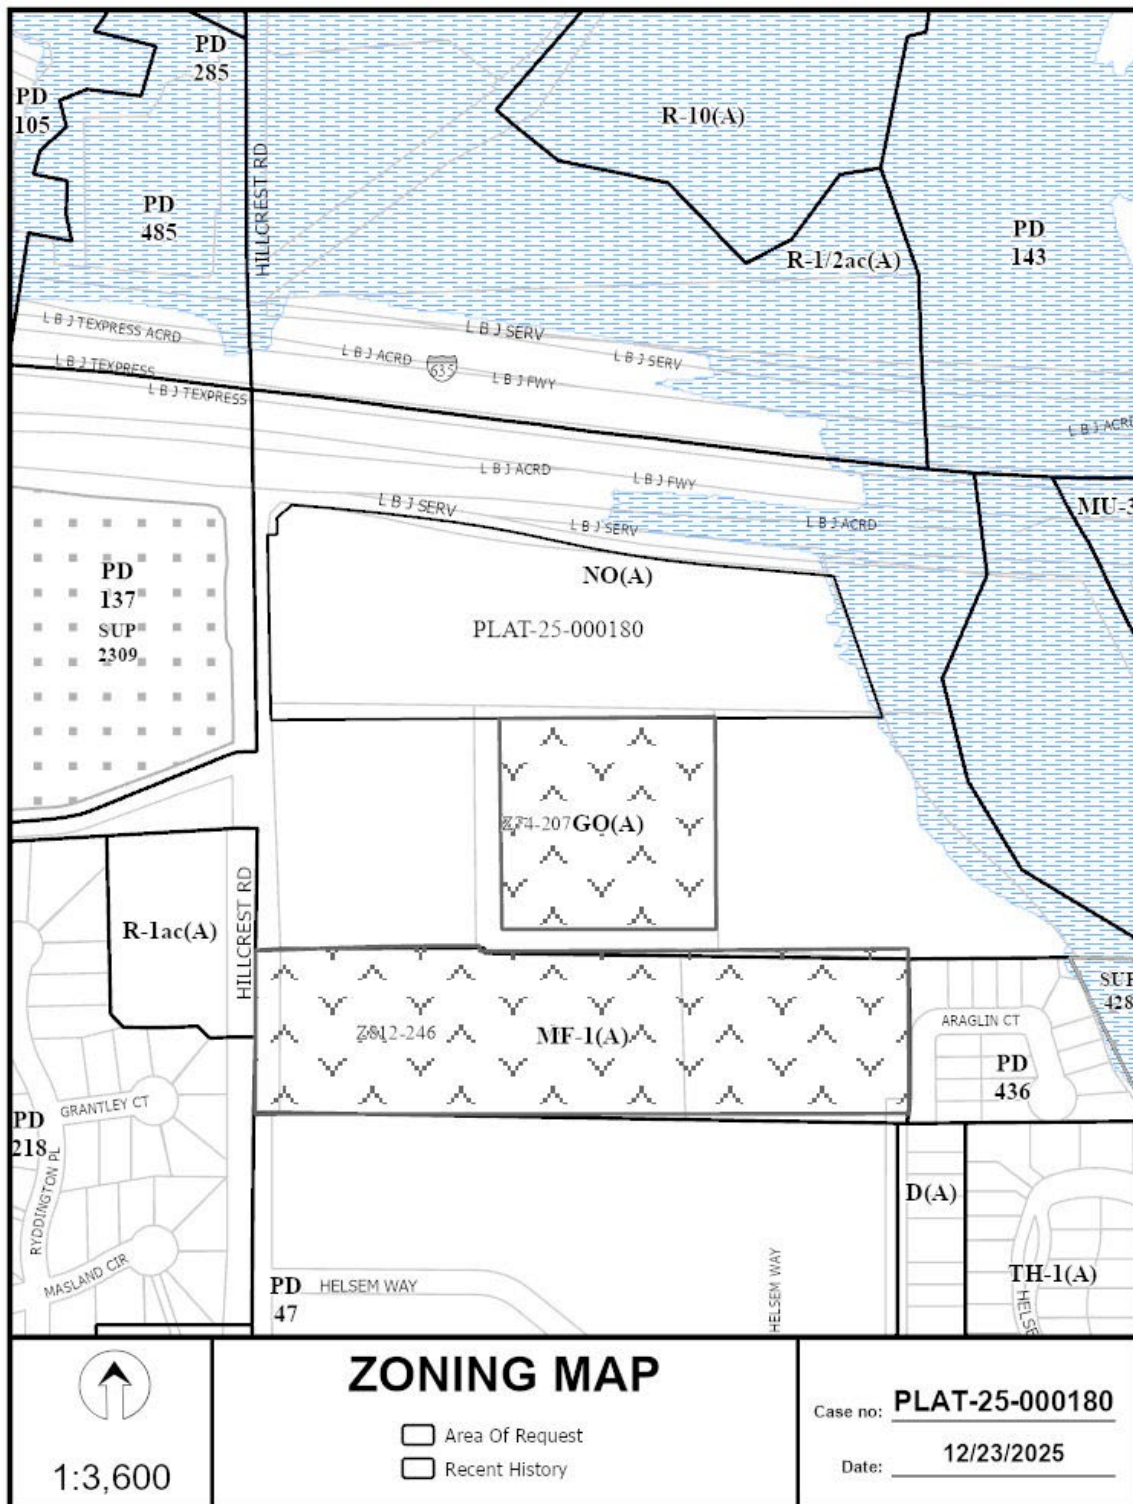 PD
285
PD
105
R-10(A)
HILLCREST RD
PD
485
PD
143
R-1/2ac(A)
L B J TEXPRESS ACRD
L B J SERV
L B J ACRD
L B J SERV
L B J TEXPRESS
635
L B J FWY
L B J TEXPRESS
L B J ACRD
L B J ACRD
L B J FWY
L B J SERV
L B J SERV
L B J ACRD
MU-3
PD
137
SUP
2309
NO(A)
PLAT-25-000180
GO(A)
R-1ac(A)
HILLCREST RD
SUP
428
ARAGLIN CT
MF-1(A)
PD
436
GRANTLEY CT
PD
218
RYDDINGTON PL
D(A)
MASLAND CIR
PD
47
HELSEM WAY
HELSEM WAY
TH-1(A)
HELSE
1:3,600
ZONING MAP
Area Of Request
Recent History
Case no: PLAT-25-000180
Date: 12/23/2025